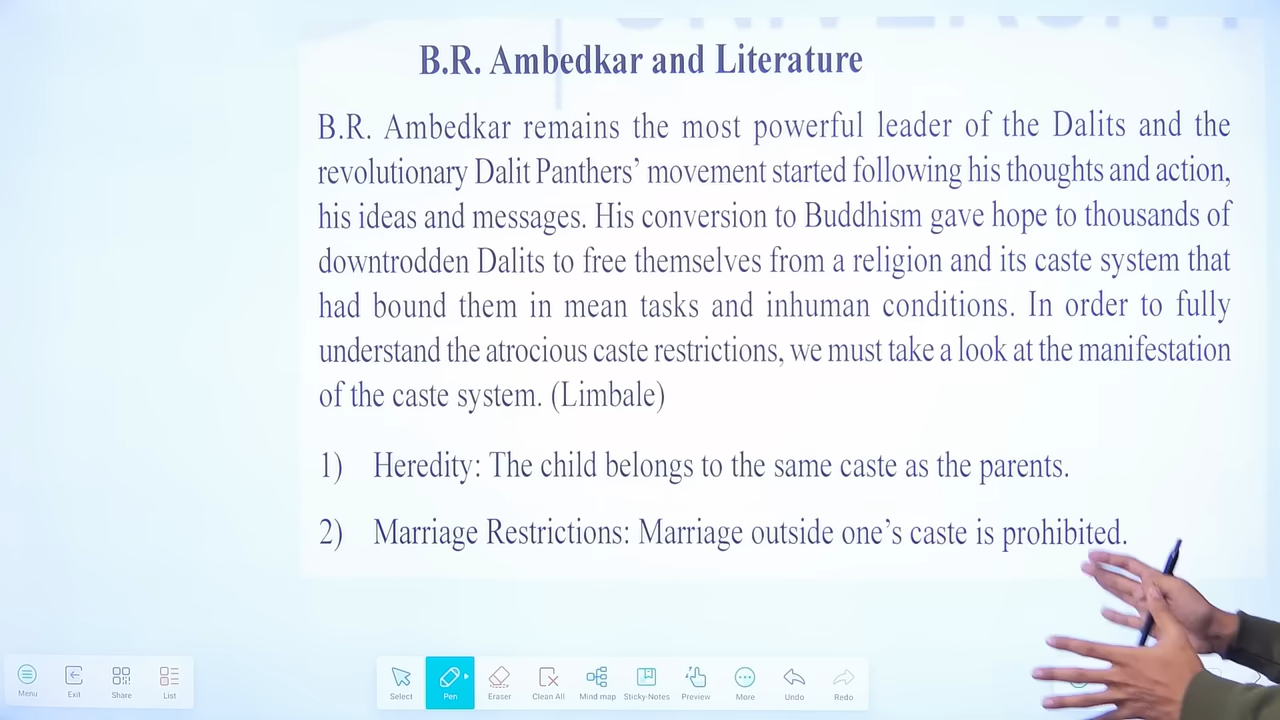 UNIVERSITY
B.R. Ambedkar and Literature
B.R. Ambedkar remains the most powerful leader of the Dalits and the
revolutionary Dalit Panthers’ movement started following his thoughts and action,
his ideas and messages. His conversion to Buddhism gave hope to thousands of
downtrodden Dalits to free themselves from a religion and its caste system that
had bound them in mean tasks and inhuman conditions. In order to fully
understand the atrocious caste restrictions, we must take a look at the manifestation
of the caste system. (Limbale)
1) Heredity: The child belongs to the same caste as the parents.
2) Marriage Restrictions: Marriage outside one’s caste is prohibited.
Menu Exit Share List Select Pen Eraser Clean All Mind map Sticky-Notes Preview More Undo Redo